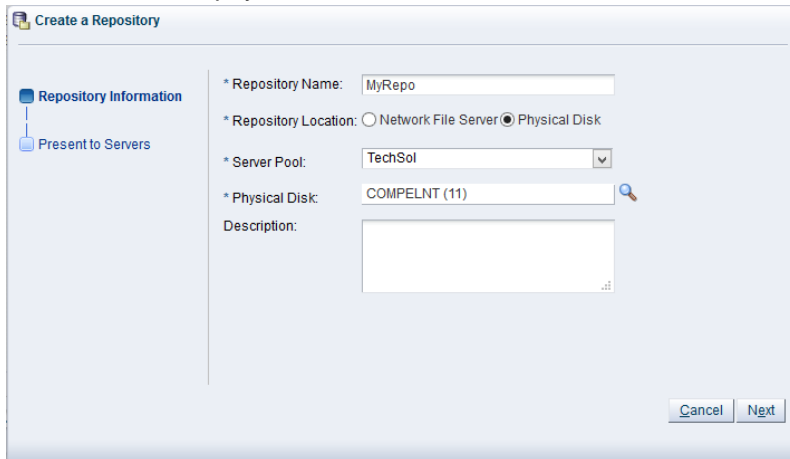 Create a Repository
Repository Information
Present to Servers
* Repository Name: MyRepo
* Repository Location: Network File Server Physical Disk
* Server Pool: TechSol
* Physical Disk: COMPELNT (11)
Description:
Cancel Next